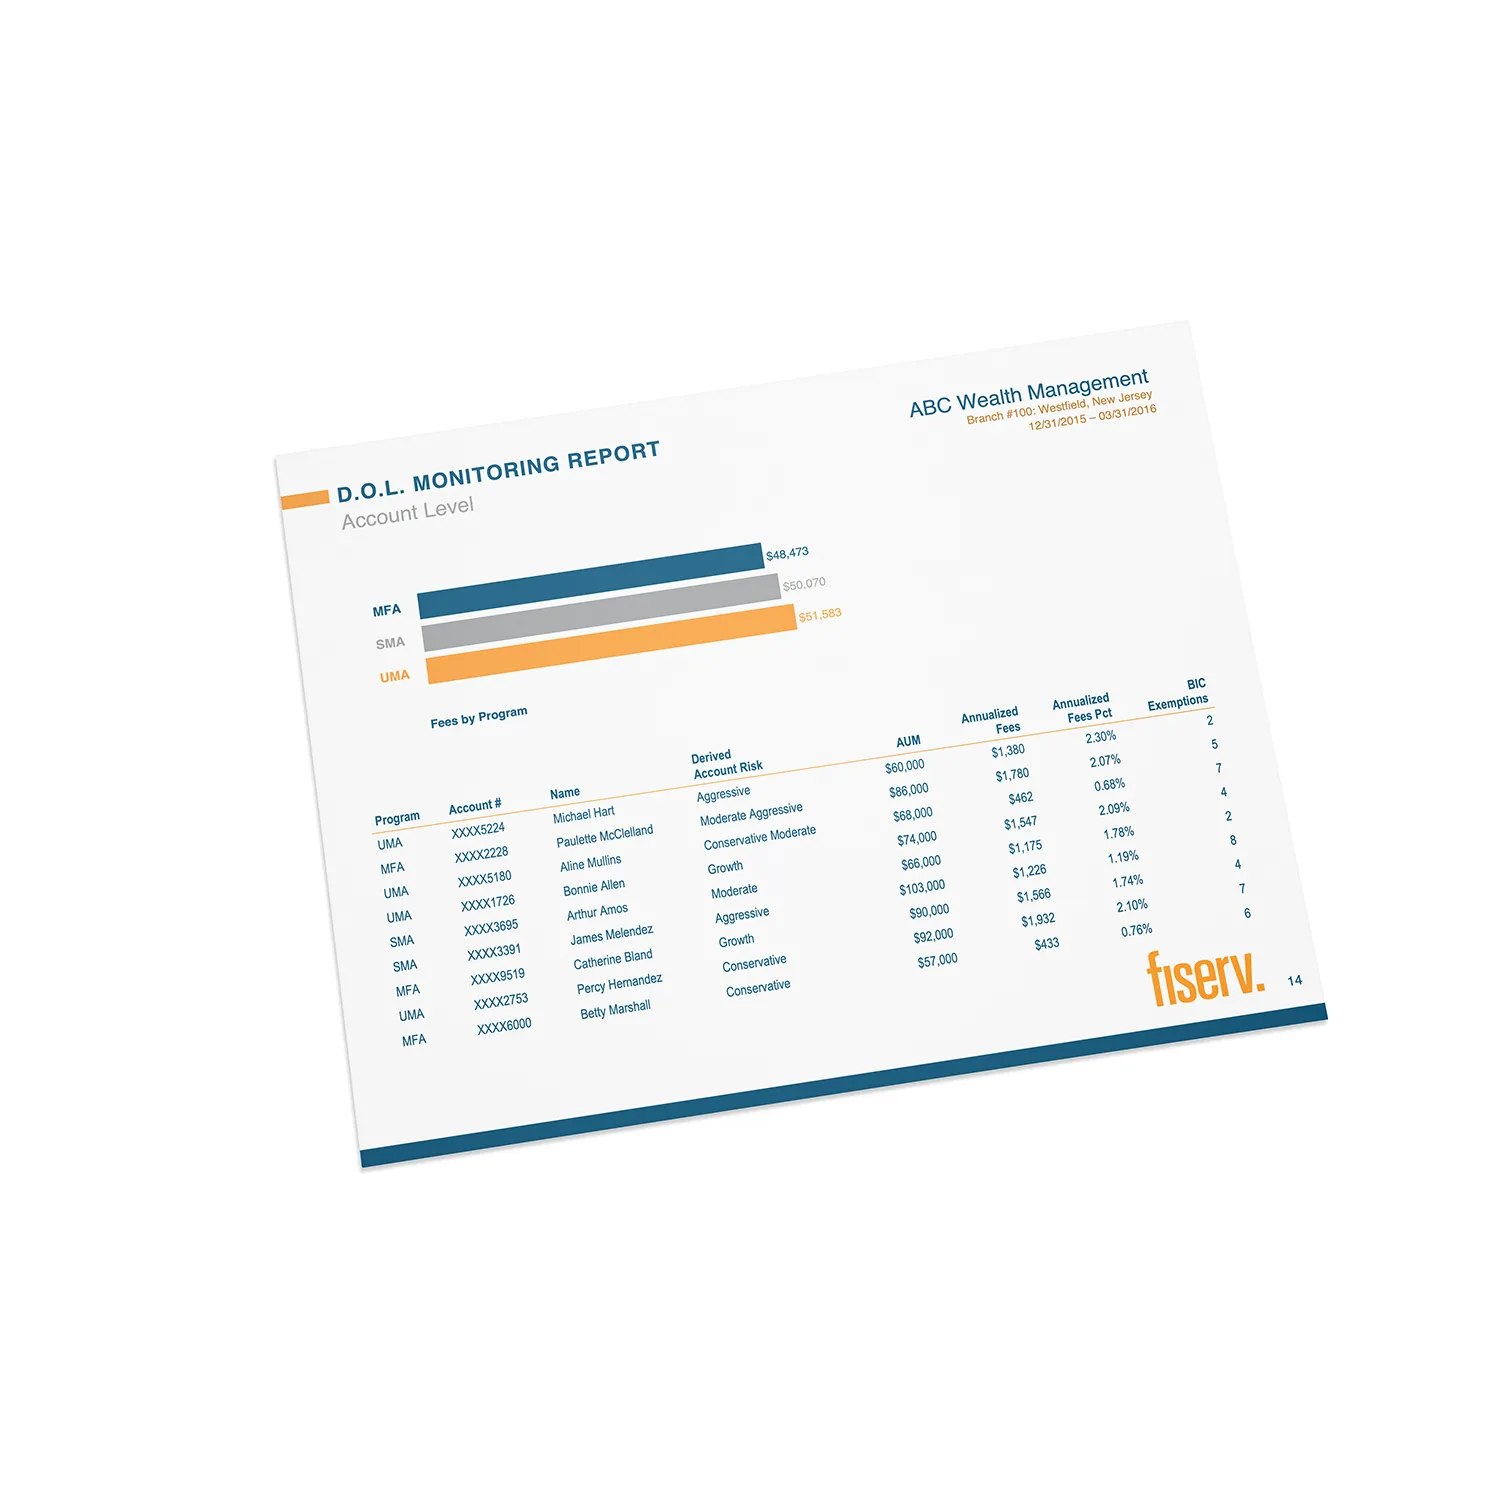 ABC Wealth Management
Branch #100: Westfield, New Jersey
12/31/2015 – 03/31/2016
D.O.L. MONITORING REPORT
Account Level
MFA $48,473
SMA $50,070
UMA $51,583
Fees by Program
Program Account # Name Derived Account Risk AUM Annualized Fees Annualized Fees Pct BIC Exemptions
UMA XXXX5224 Michael Hart Aggressive $60,000 $1,380 2.30% 2
MFA XXXX2228 Paulette McClelland Moderate Aggressive $86,000 $1,780 2.07% 5
UMA XXXX5180 Aline Mullins Conservative Moderate $68,000 $462 0.68% 7
UMA XXXX1726 Bonnie Allen Growth $74,000 $1,547 2.09% 4
SMA XXXX3695 Arthur Amos Moderate $66,000 $1,175 1.78% 2
SMA XXXX3391 James Melendez Aggressive $103,000 $1,226 1.19% 8
MFA XXXX9519 Catherine Bland Growth $90,000 $1,566 1.74% 4
UMA XXXX2753 Percy Hernandez Conservative $92,000 $1,932 2.10% 7
MFA XXXX6000 Betty Marshall Conservative $57,000 $433 0.76% 6
fiserv.
14